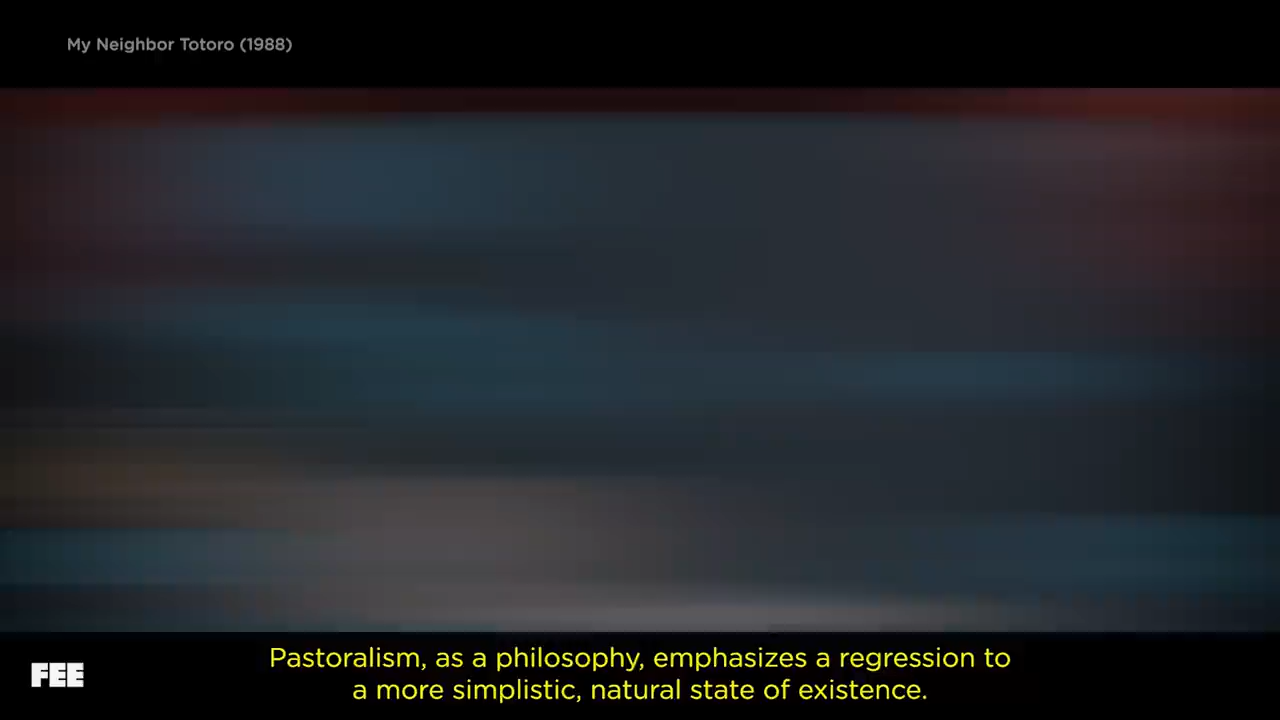 My Neighbor Totoro (1988)
Pastoralism, as a philosophy, emphasizes a regression to
a more simplistic, natural state of existence.
FEE